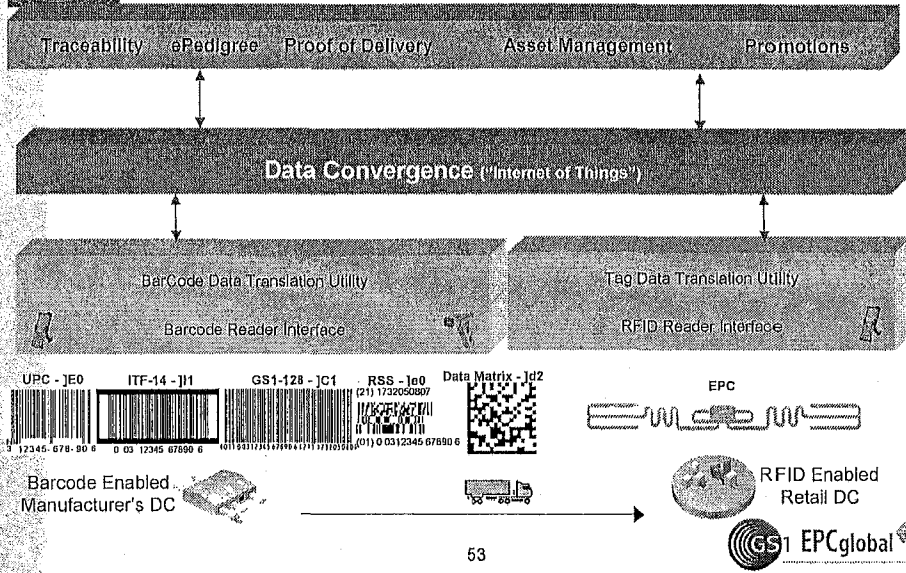 Traceability ePedigree Proof of Delivery Asset Management Promotions
Data Convergence ("Internet of Things")
BarCode Data Translation Utility
Barcode Reader Interface
Tag Data Translation Utility
RFID Reader Interface
UPC - ]E0 ITF-14 - ]I1 GS1-128 - ]C1 RSS - ]e0 Data Matrix - ]d2
(21) 1732050807
EPC
3 12345-678-90 6
0 03 12345 67890 6
(01) 0 0312345 67890 6
Barcode Enabled
Manufacturer's DC
RFID Enabled
Retail DC
GS1 EPCglobal
53